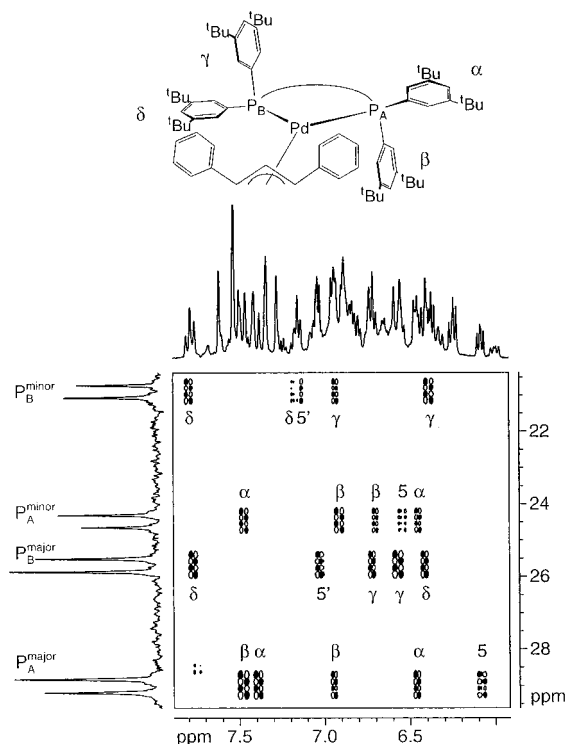 tBu
tBu
γ
tBu
δ
tBu
PB
Pd
PA
tBu
α
tBu
β
tBu
tBu
PBminor
δ δ 5' γ γ
22
PAminor
α β β 5 α
24
PBmajor
26
δ 5' γ γ δ
PAmajor
β α β α 5
28
ppm
ppm 7.5 7.0 6.5